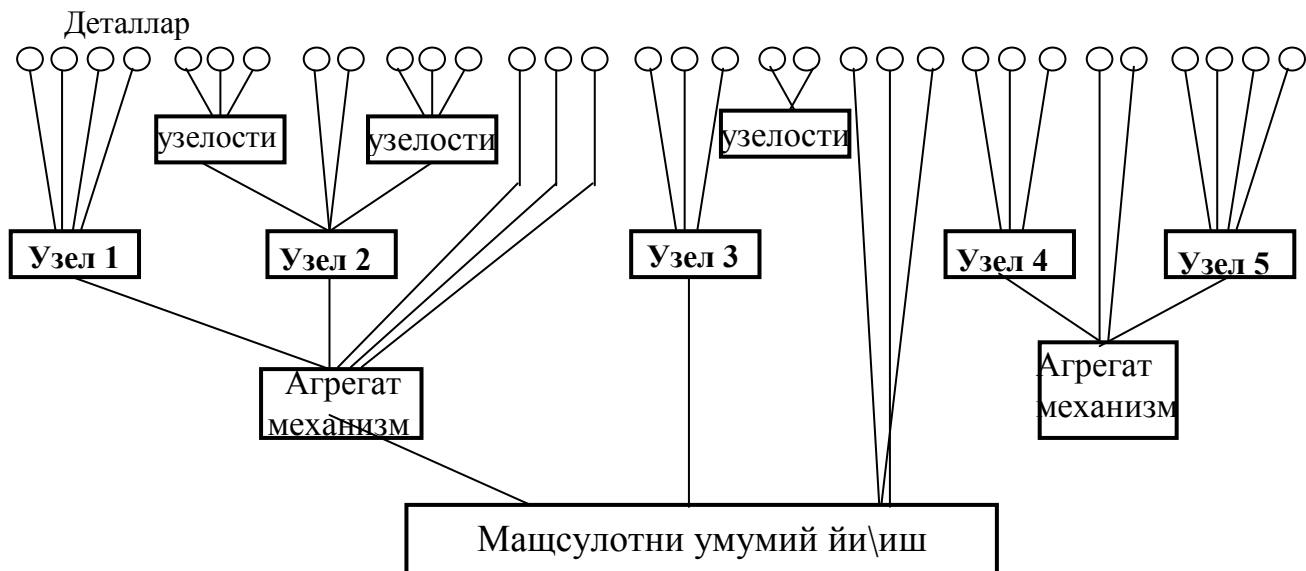 Деталлар
узелости
узелости
узелости
Узел 1
Узел 2
Узел 3
Узел 4
Узел 5
Агрегат
механизм
Агрегат
механизм
Мащсулотни умумий йи\иш